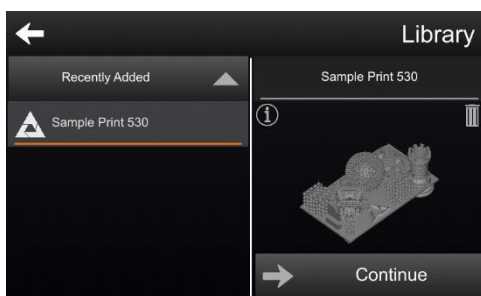 Library
Recently Added
Sample Print 530
Sample Print 530
Continue